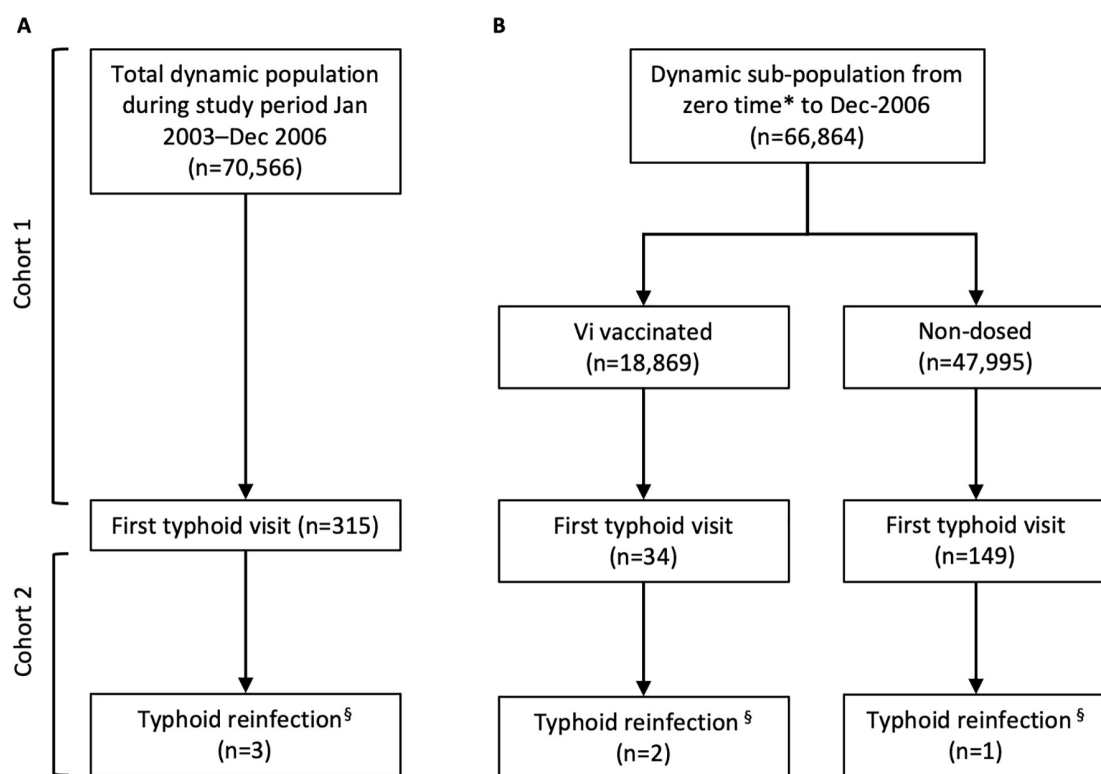 A
Total dynamic population
during study period Jan
2003–Dec 2006
(n=70,566)
Cohort 1
First typhoid visit (n=315)
Cohort 2
Typhoid reinfection§
(n=3)
B
Dynamic sub-population from
zero time* to Dec-2006
(n=66,864)
Vi vaccinated
(n=18,869)
Non-dosed
(n=47,995)
First typhoid visit
(n=34)
First typhoid visit
(n=149)
Typhoid reinfection §
(n=2)
Typhoid reinfection §
(n=1)